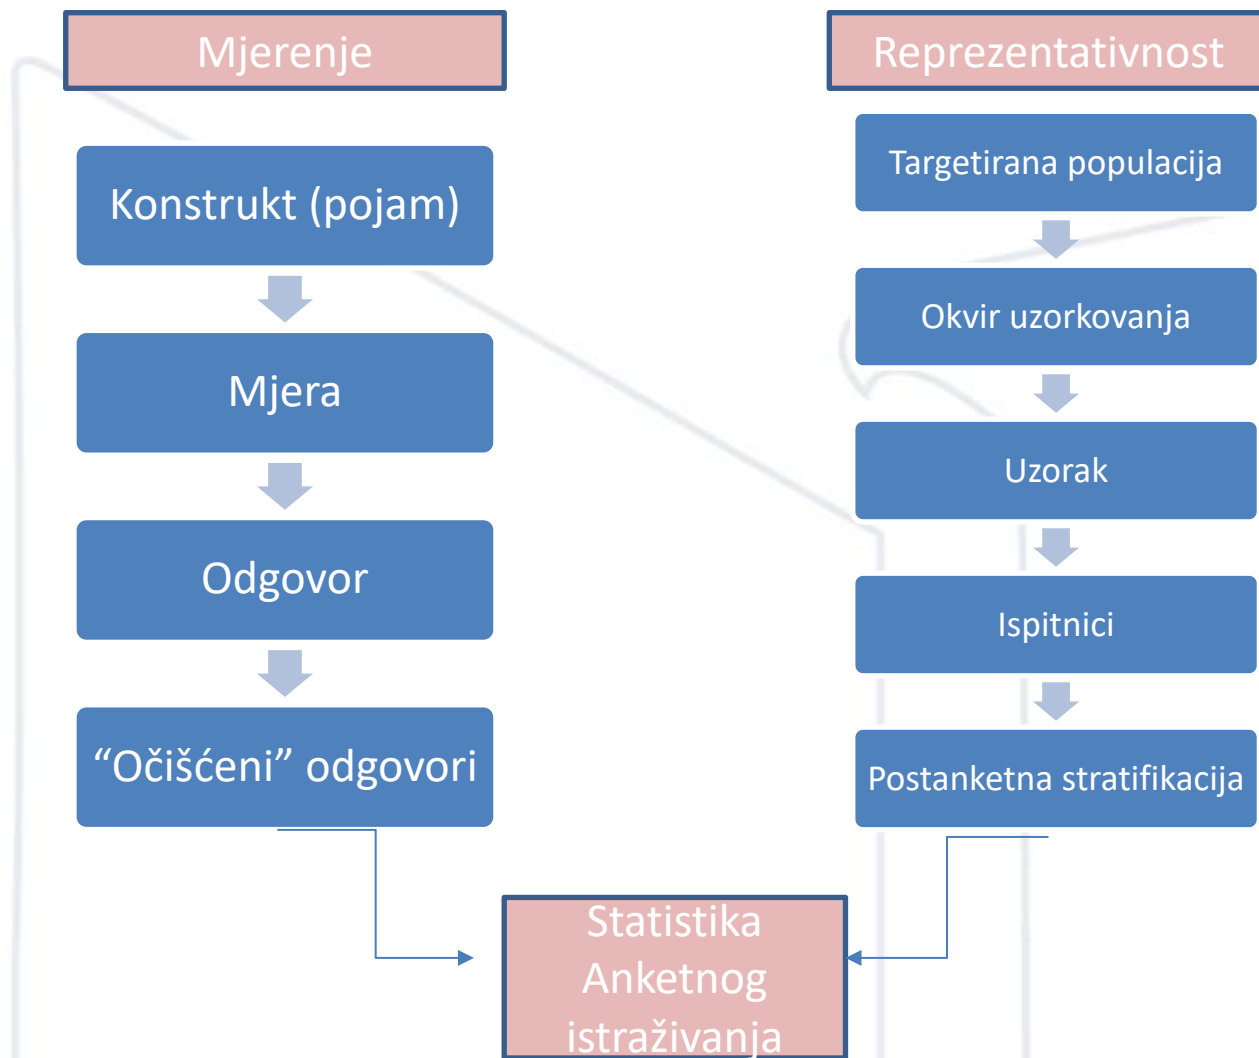 Mjerenje
Konstrukt (pojam)
Mjera
Odgovor
“Očišćeni” odgovori
Reprezentativnost
Targetirana populacija
Okvir uzorkovanja
Uzorak
Ispitnici
Postanketna stratifikacija
Statistika
Anketnog
istraživanja